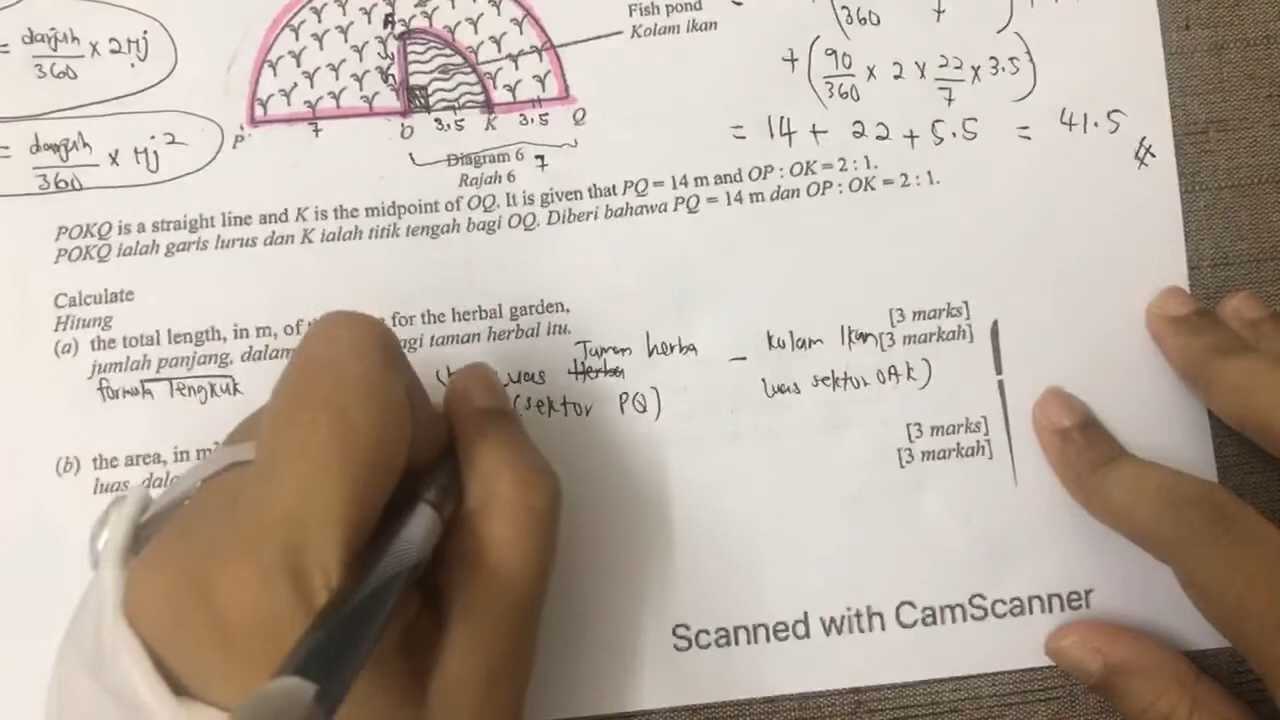 = darjah/360 × 2πj
Fish pond
Kolam Ikan
360
+ (90/360 × 2 × 22/7 × 3.5)
= 14 + 22 + 5.5 = 41.5
P 7 O 3.5 K 3.5 Q
= darjah/360 × πj²
Diagram 6
7
Rajah 6
POKQ is a straight line and K is the midpoint of OQ. It is given that PQ = 14 m and OP : OK = 2 : 1.
POKQ ialah garis lurus dan K ialah titik tengah bagi OQ. Diberi bahawa PQ = 14 m dan OP : OK = 2 : 1.
Calculate
Hitung
(a) the total length, in m, of for the herbal garden,
[3 marks]
jumlah panjang, dalam agi taman herbal itu.
[3 markah]
formula Lengkuk
Taman herba – kolam Ikan
Luas Herba
(sektor PQ)
luas sektor OAK)
(b) the area, in m²
[3 marks]
luas, dala
[3 markah]
Scanned with CamScanner